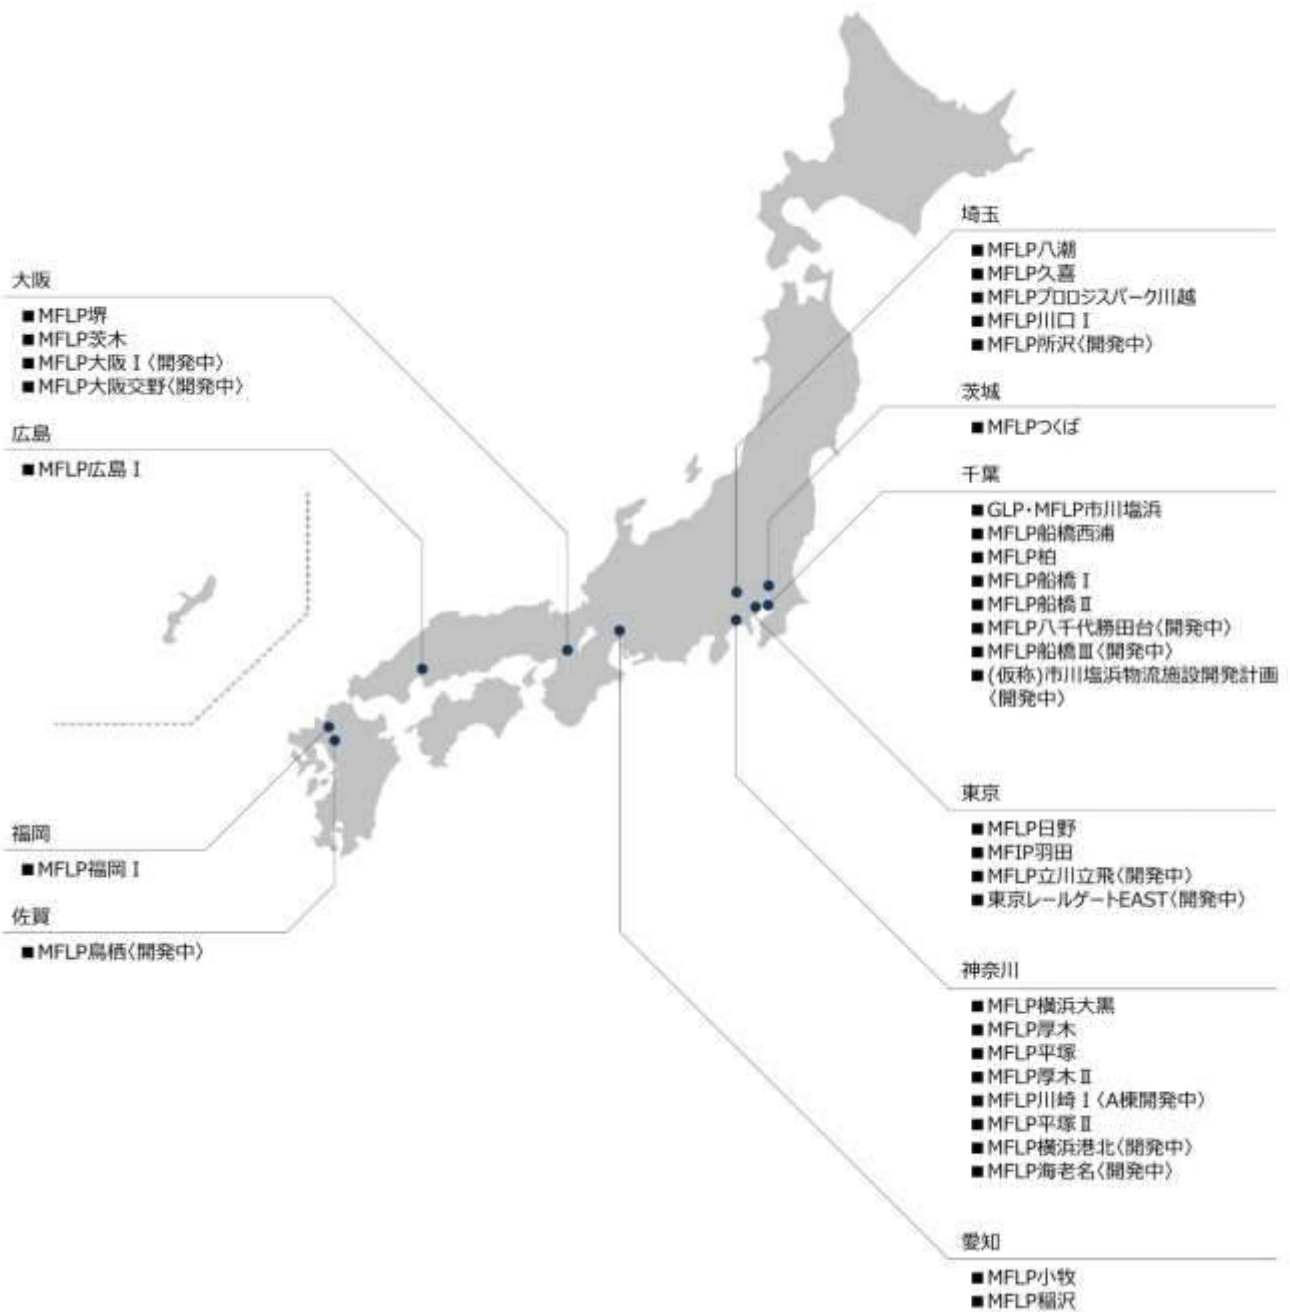 大阪
■MFLP堺
■MFLP茨木
■MFLP大阪Ⅰ〈開発中〉
■MFLP大阪交野〈開発中〉
広島
■MFLP広島Ⅰ
福岡
■MFLP福岡Ⅰ
佐賀
■MFLP鳥栖〈開発中〉
埼玉
■MFLP八潮
■MFLP久喜
■MFLPプロロジスパーク川越
■MFLP川口Ⅰ
■MFLP所沢〈開発中〉
茨城
■MFLPつくば
千葉
■GLP・MFLP市川塩浜
■MFLP船橋西浦
■MFLP柏
■MFLP船橋Ⅰ
■MFLP船橋Ⅱ
■MFLP八千代勝田台〈開発中〉
■MFLP船橋Ⅲ〈開発中〉
■(仮称)市川塩浜物流施設開発計画
〈開発中〉
東京
■MFLP日野
■MFIP羽田
■MFLP立川立飛〈開発中〉
■東京レールゲートEAST〈開発中〉
神奈川
■MFLP横浜大黒
■MFLP厚木
■MFLP平塚
■MFLP厚木Ⅱ
■MFLP川崎Ⅰ〈A棟開発中〉
■MFLP平塚Ⅱ
■MFLP横浜港北〈開発中〉
■MFLP海老名〈開発中〉
愛知
■MFLP小牧
■MFLP稲沢